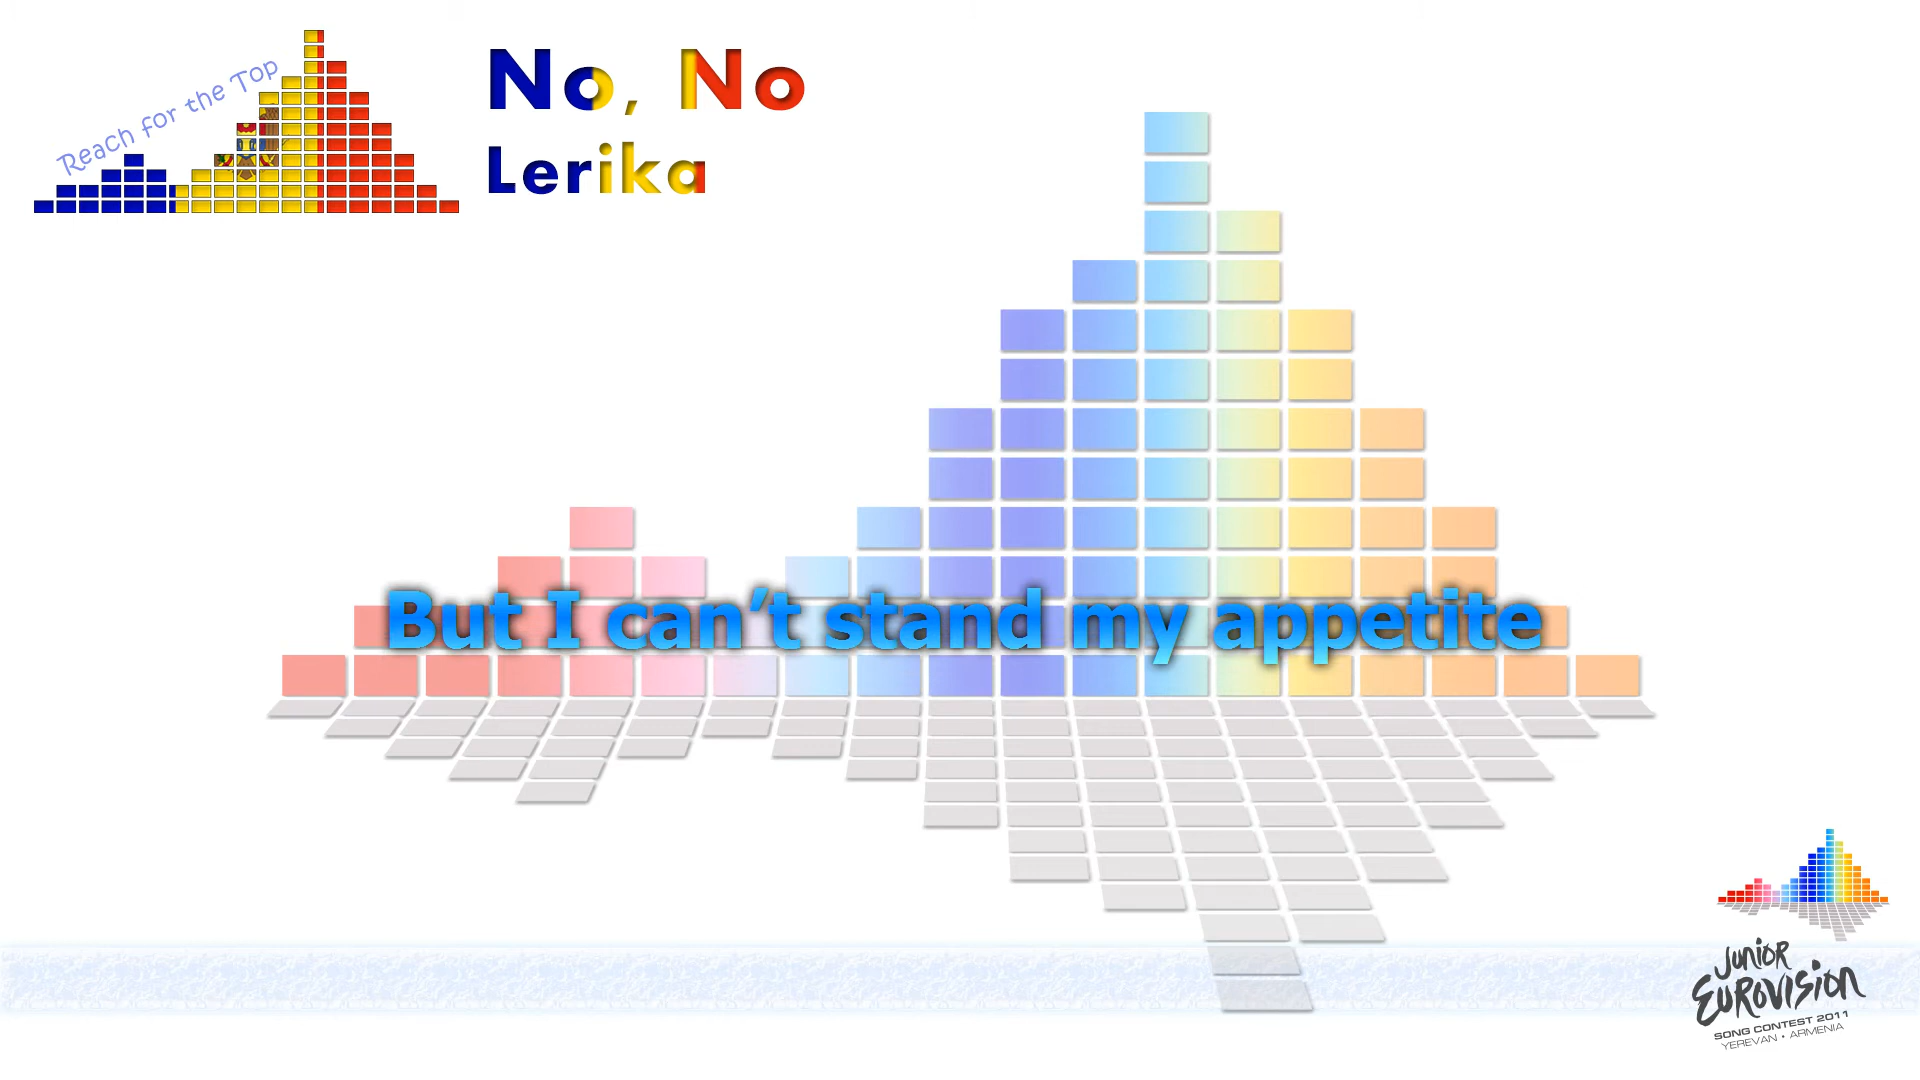 Reach for the Top
No, No
Lerika
But I can’t stand my appetite
Junior
Eurovision
SONG CONTEST 2011
YEREVAN • ARMENIA